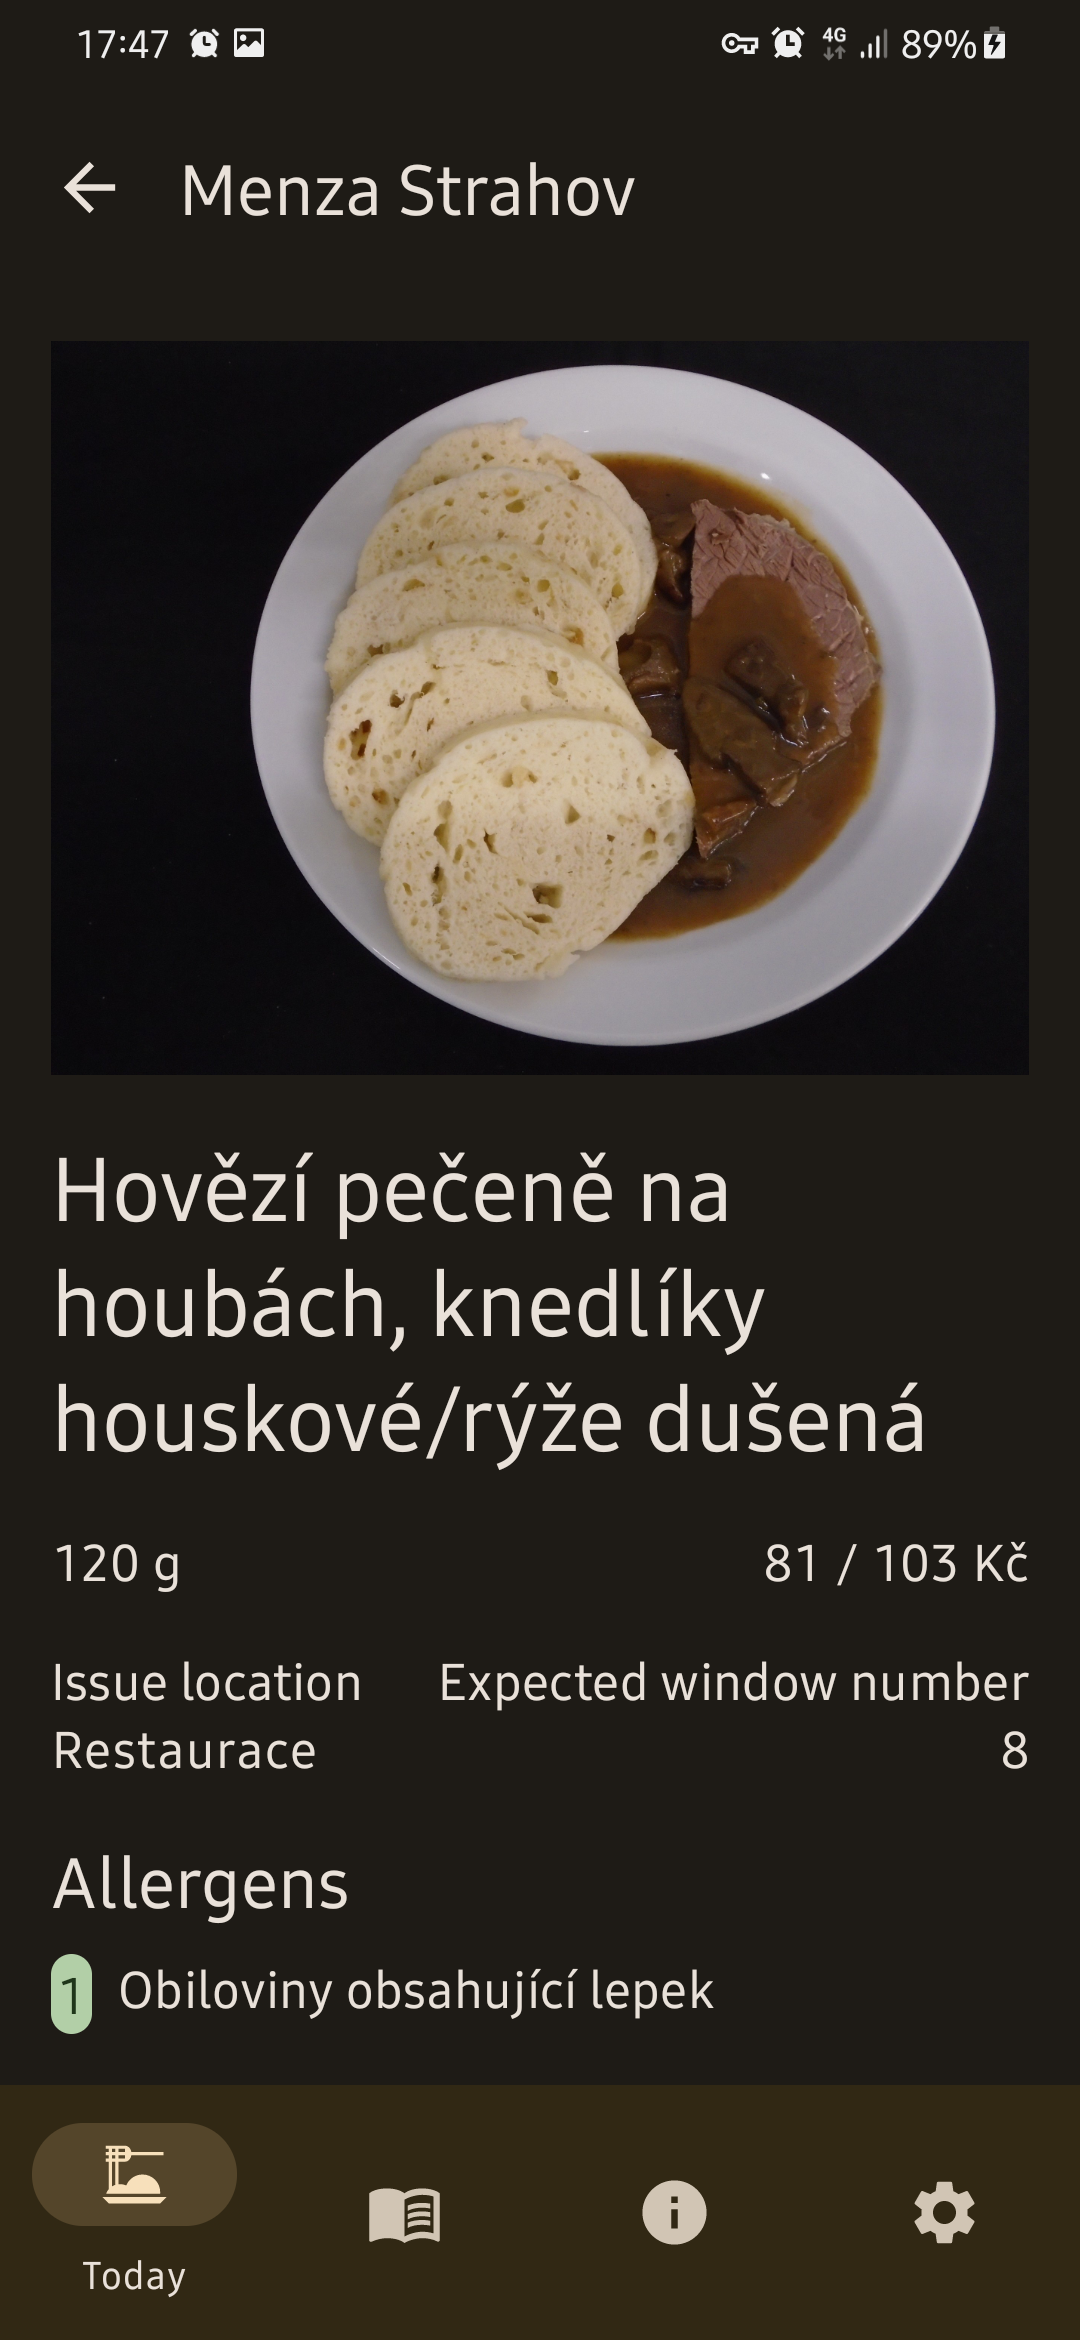 17:47
4G 89%
Menza Strahov
Hovězí pečeně na
houbách, knedlíky
houskové/rýže dušená
120 g 81 / 103 Kč
Issue location Expected window number
Restaurace 8
Allergens
1 Obiloviny obsahující lepek
Today